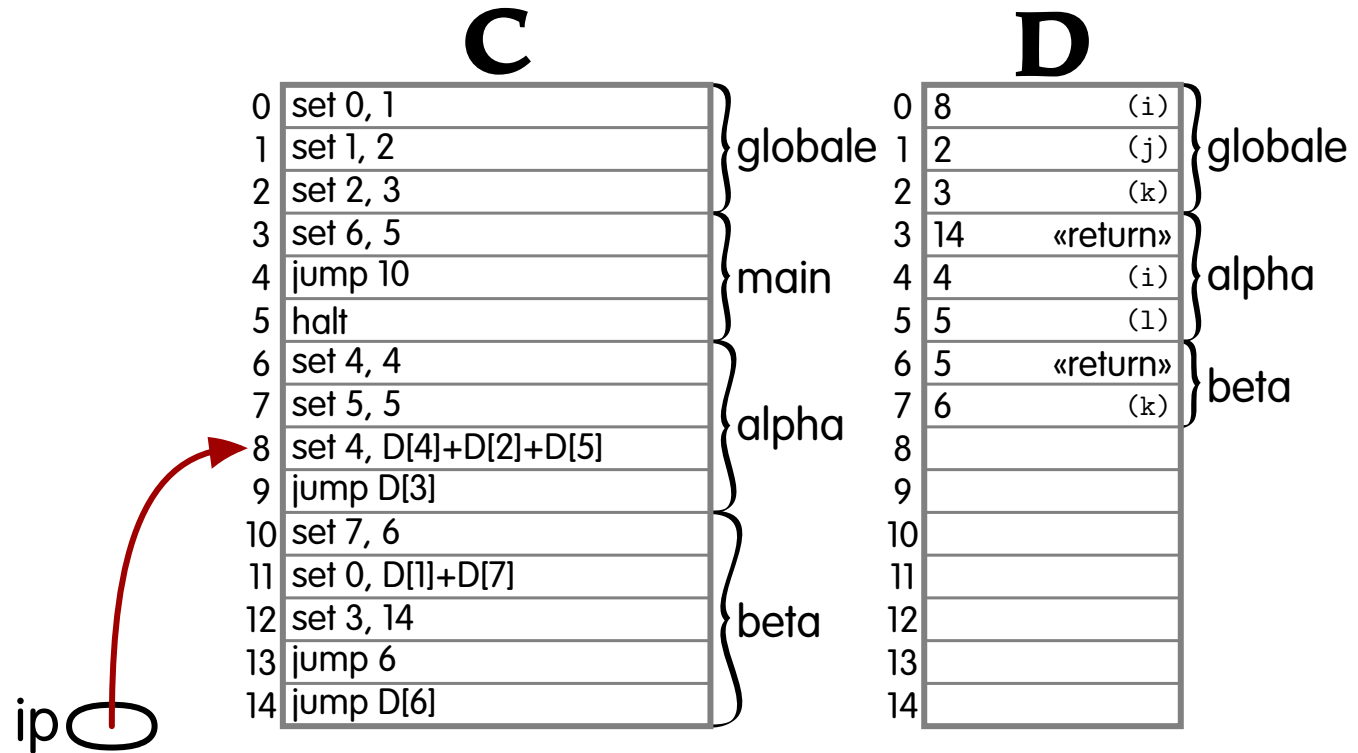 C D
0 set 0, 1 0 8 (i)
1 set 1, 2 globale 1 2 (j) globale
2 set 2, 3 2 3 (k)
3 set 6, 5 3 14 «return»
4 jump 10 main 4 4 (i) alpha
5 halt 5 5 (l)
6 set 4, 4 6 5 «return»
7 set 5, 5 7 6 (k) beta
8 set 4, D[4]+D[2]+D[5] alpha 8
9 jump D[3] 9
10 set 7, 6 10
11 set 0, D[1]+D[7] 11
12 set 3, 14 beta 12
13 jump 6 13
14 jump D[6] 14
ip